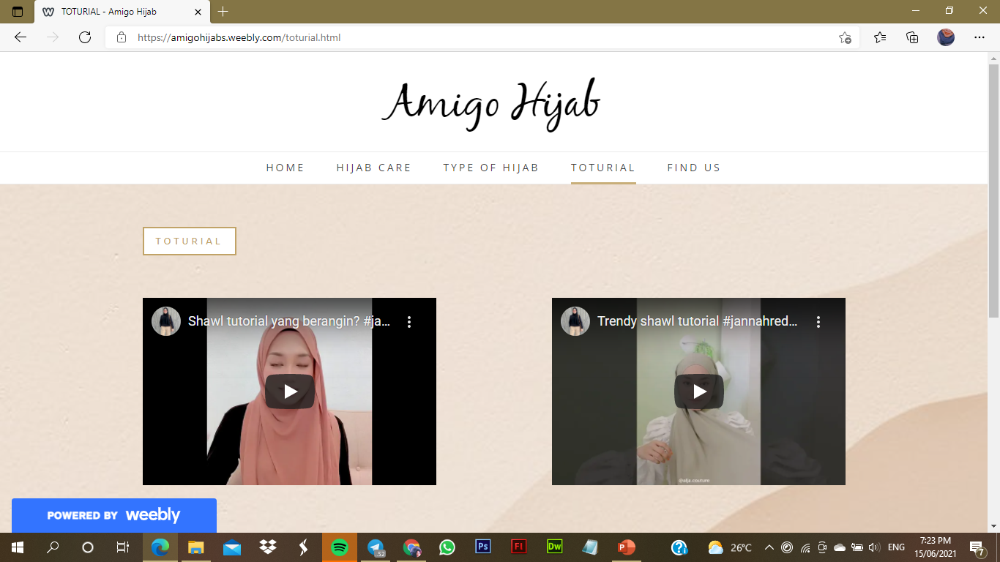 TOTURIAL - Amigo Hijab
https://amigohijabs.weebly.com/toturial.html
Amigo Hijab
HOME HIJAB CARE TYPE OF HIJAB TOTURIAL FIND US
TOTURIAL
Shawl tutorial yang berangin? #ja...
Trendy shawl tutorial #jannahred...
@elja.couture
POWERED BY weebly
52
Ps
FL
Dw
P
26°C
ENG
7:23 PM
15/06/2021
7